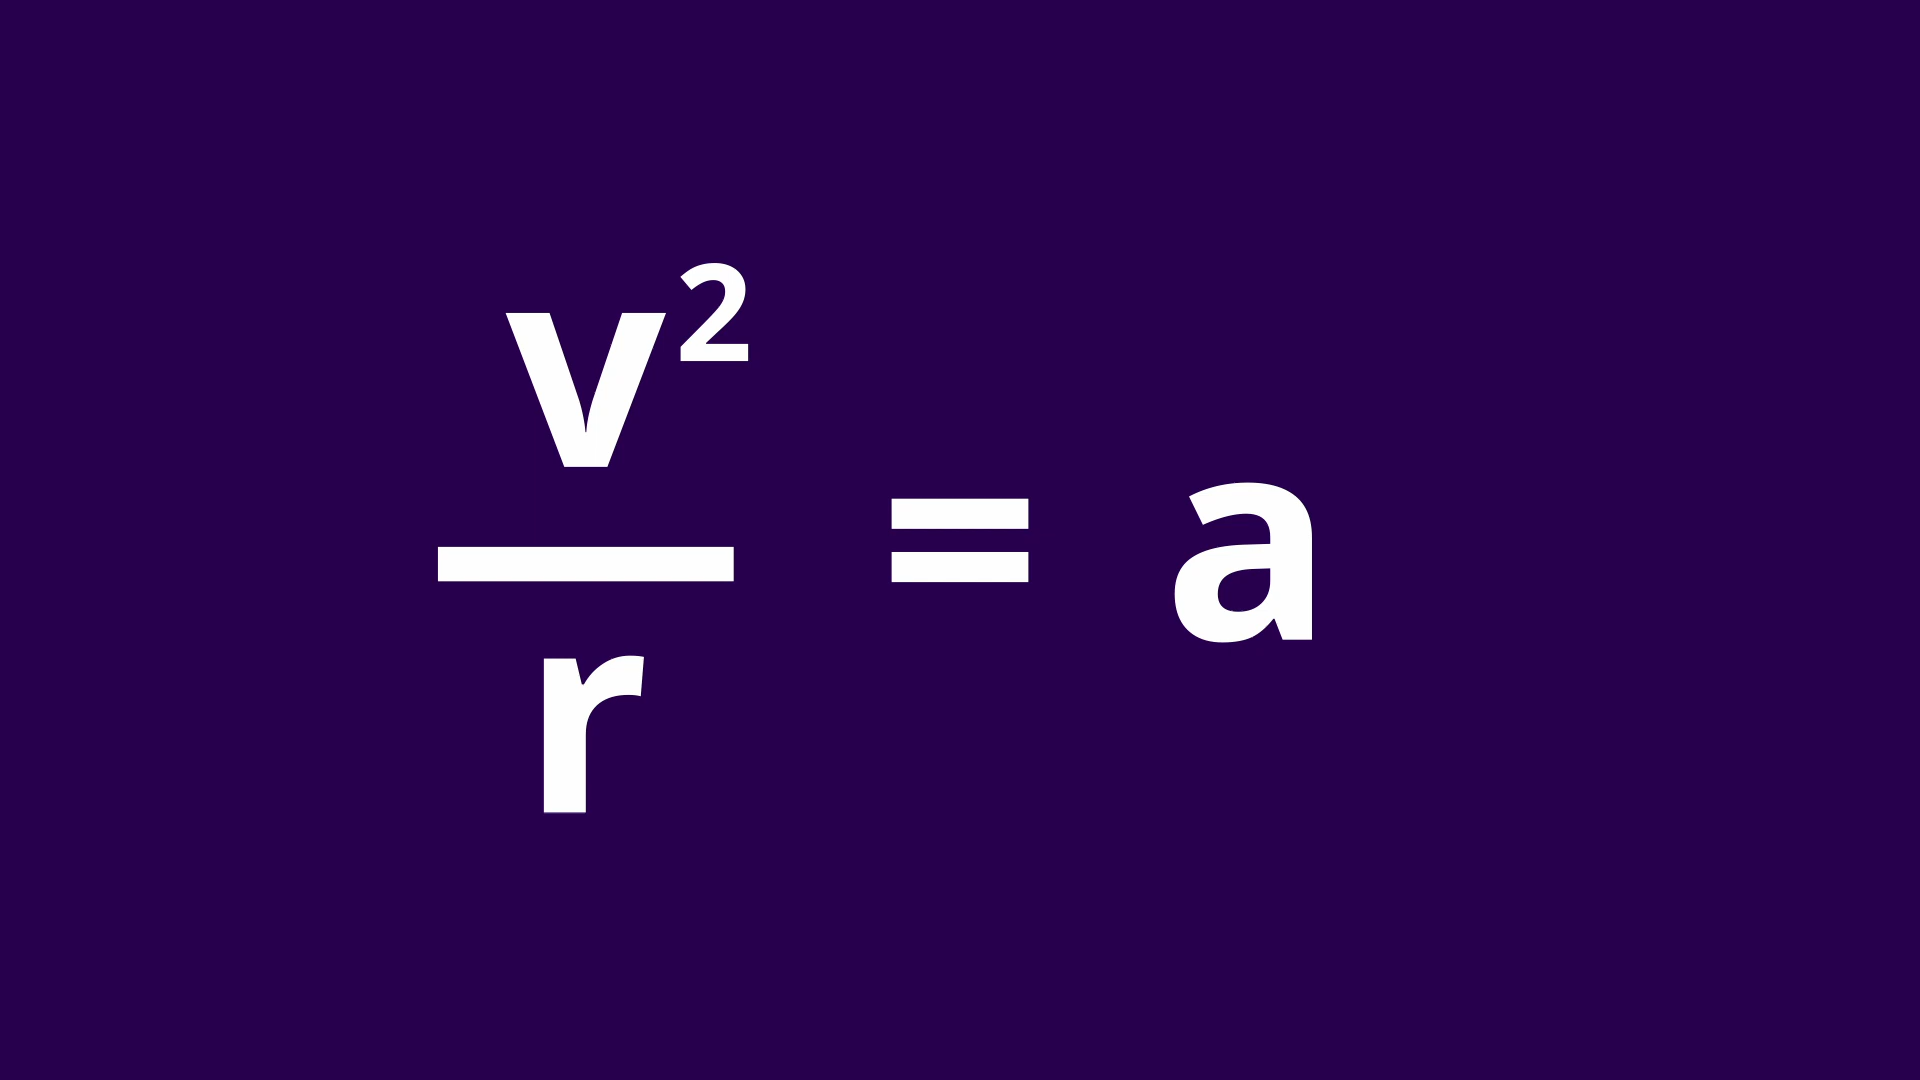 v²
= a
r